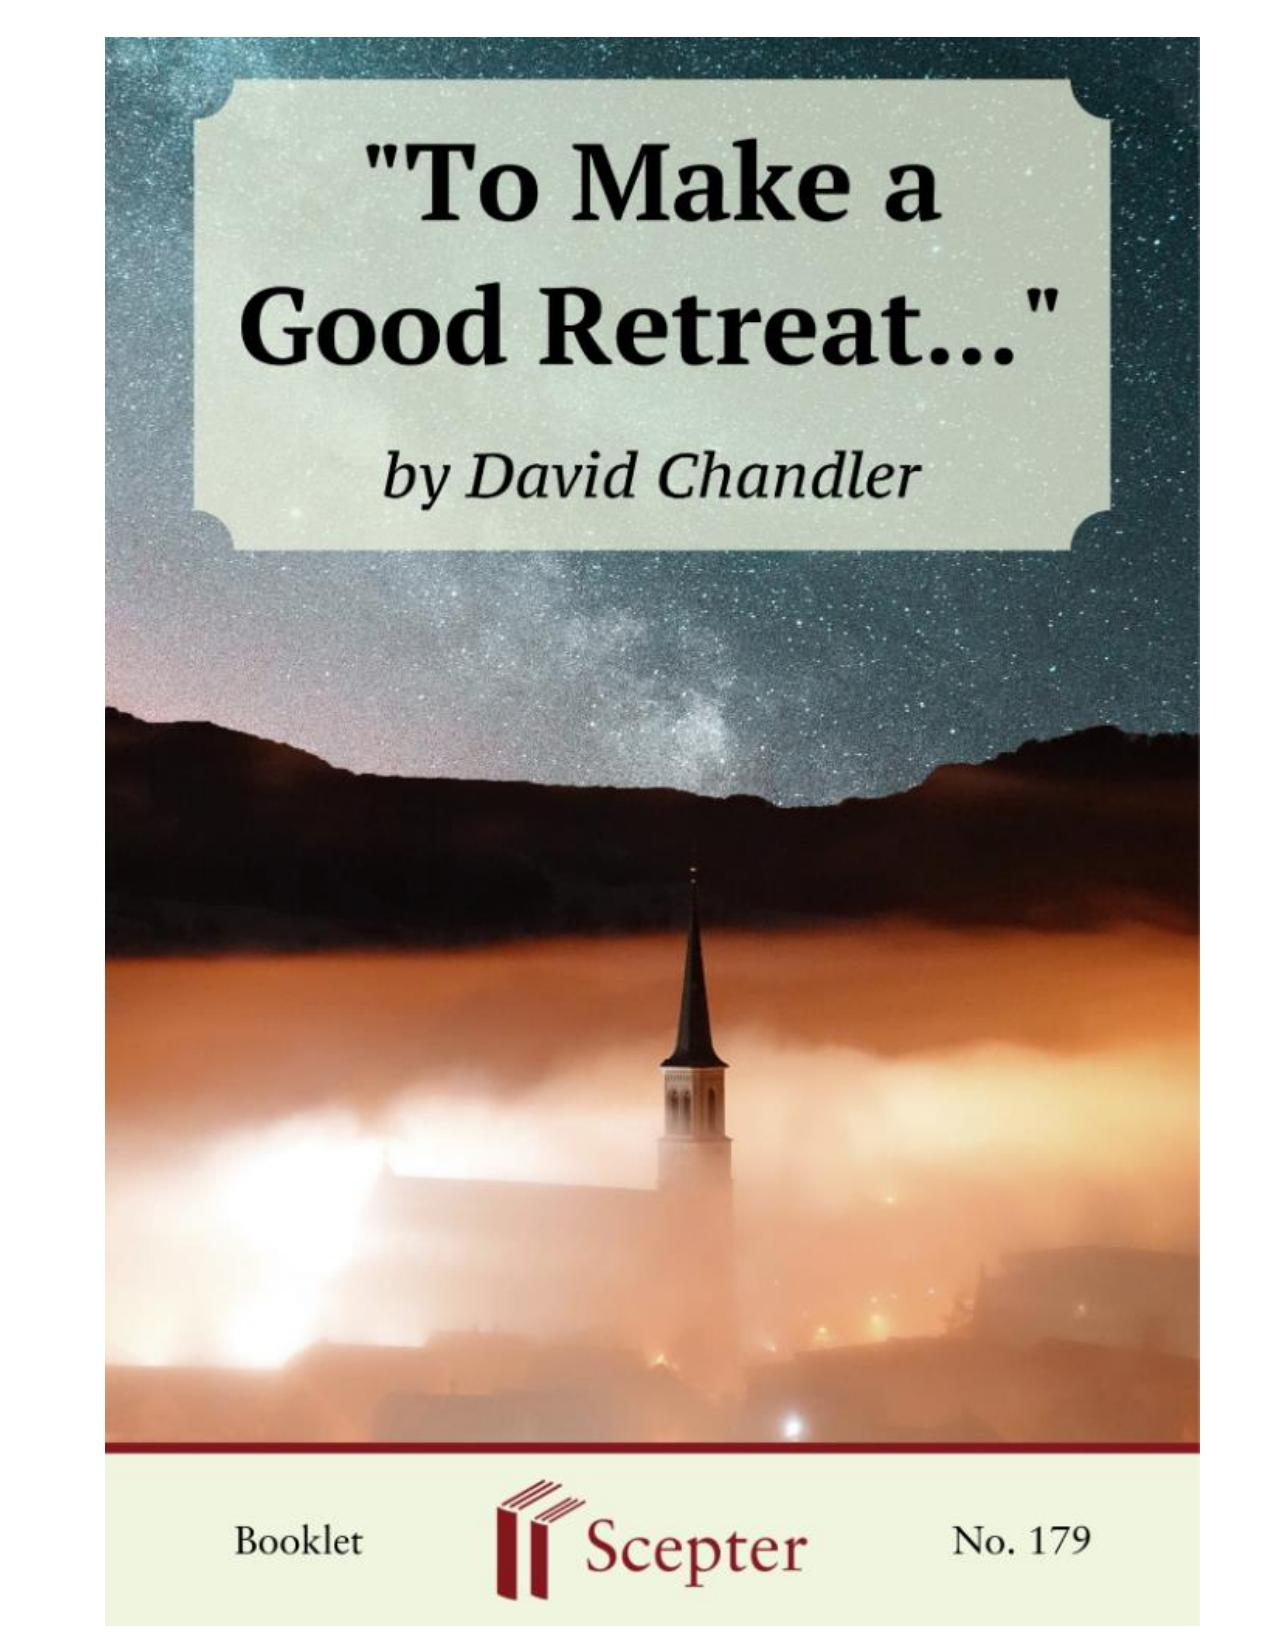 "To Make a
Good Retreat..."
by David Chandler
Booklet
Scepter
No. 179